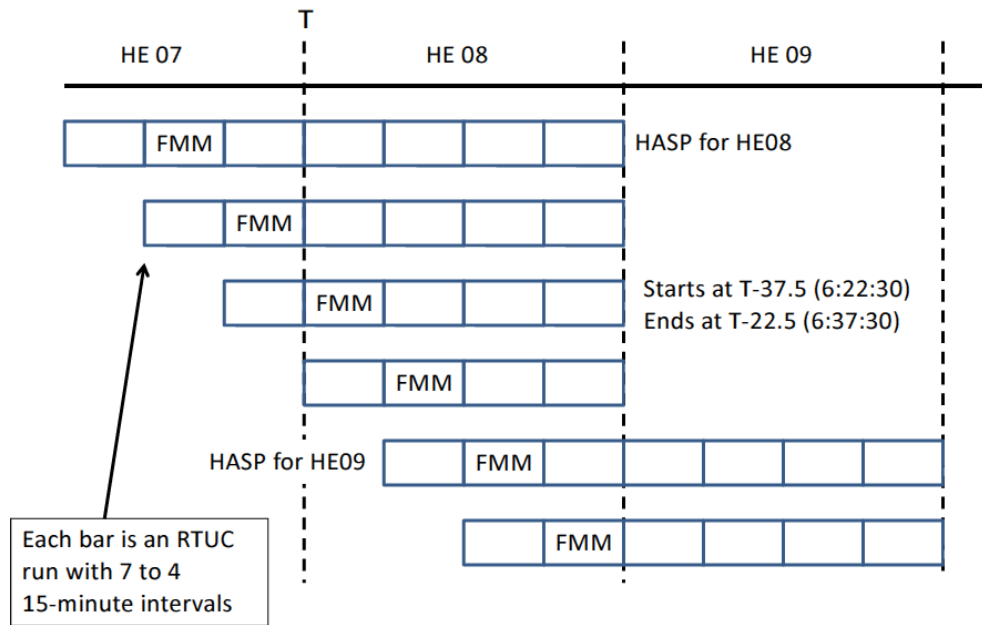 T
HE 07
HE 08
HE 09
FMM
HASP for HE08
FMM
FMM
Starts at T-37.5 (6:22:30)
Ends at T-22.5 (6:37:30)
FMM
HASP for HE09
FMM
FMM
Each bar is an RTUC
run with 7 to 4
15-minute intervals